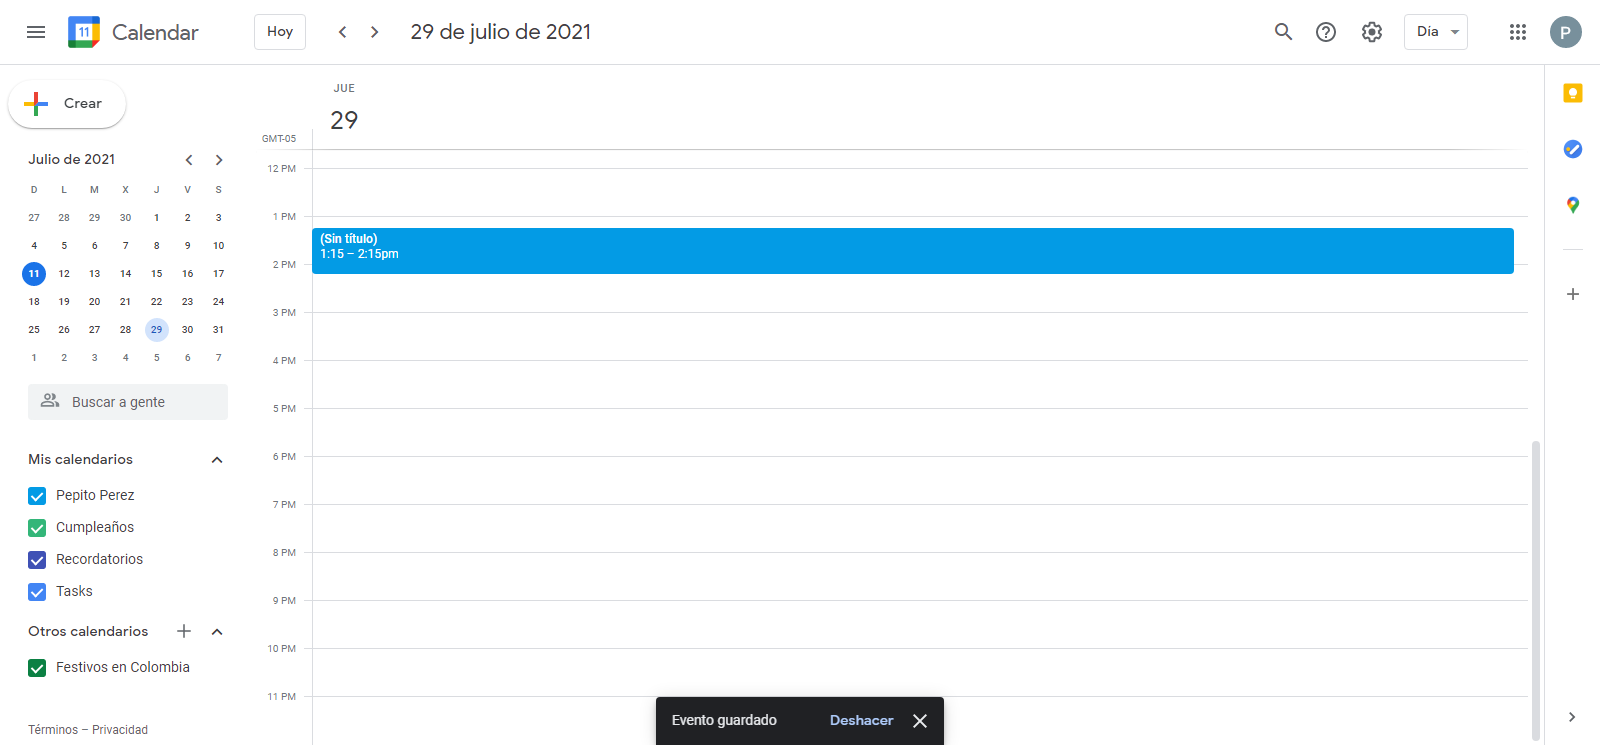 11 Calendar Hoy 29 de julio de 2021 Día P
Crear
Julio de 2021
D L M X J V S
27 28 29 30 1 2 3
4 5 6 7 8 9 10
11 12 13 14 15 16 17
18 19 20 21 22 23 24
25 26 27 28 29 30 31
1 2 3 4 5 6 7
Buscar a gente
Mis calendarios
Pepito Perez
Cumpleaños
Recordatorios
Tasks
Otros calendarios
Festivos en Colombia
Términos – Privacidad
JUE
29
GMT-05
12 PM
1 PM
(Sin título)
1:15 – 2:15pm
2 PM
3 PM
4 PM
5 PM
6 PM
7 PM
8 PM
9 PM
10 PM
11 PM
Evento guardado Deshacer